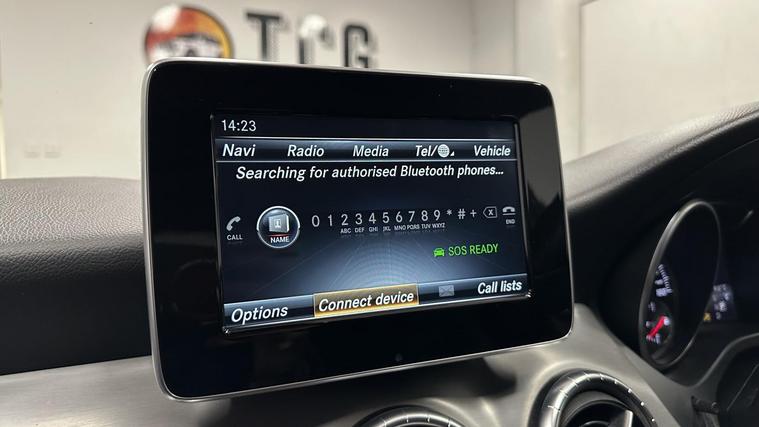 TCG
14:23
Navi Radio Media Tel/ Vehicle
Searching for authorised Bluetooth phones...
0 1 2 3 4 5 6 7 8 9 * # +
ABC DEF GHI JKL MNO PQRS TUV WXYZ
CALL NAME END
SOS READY
Options Connect device Call lists